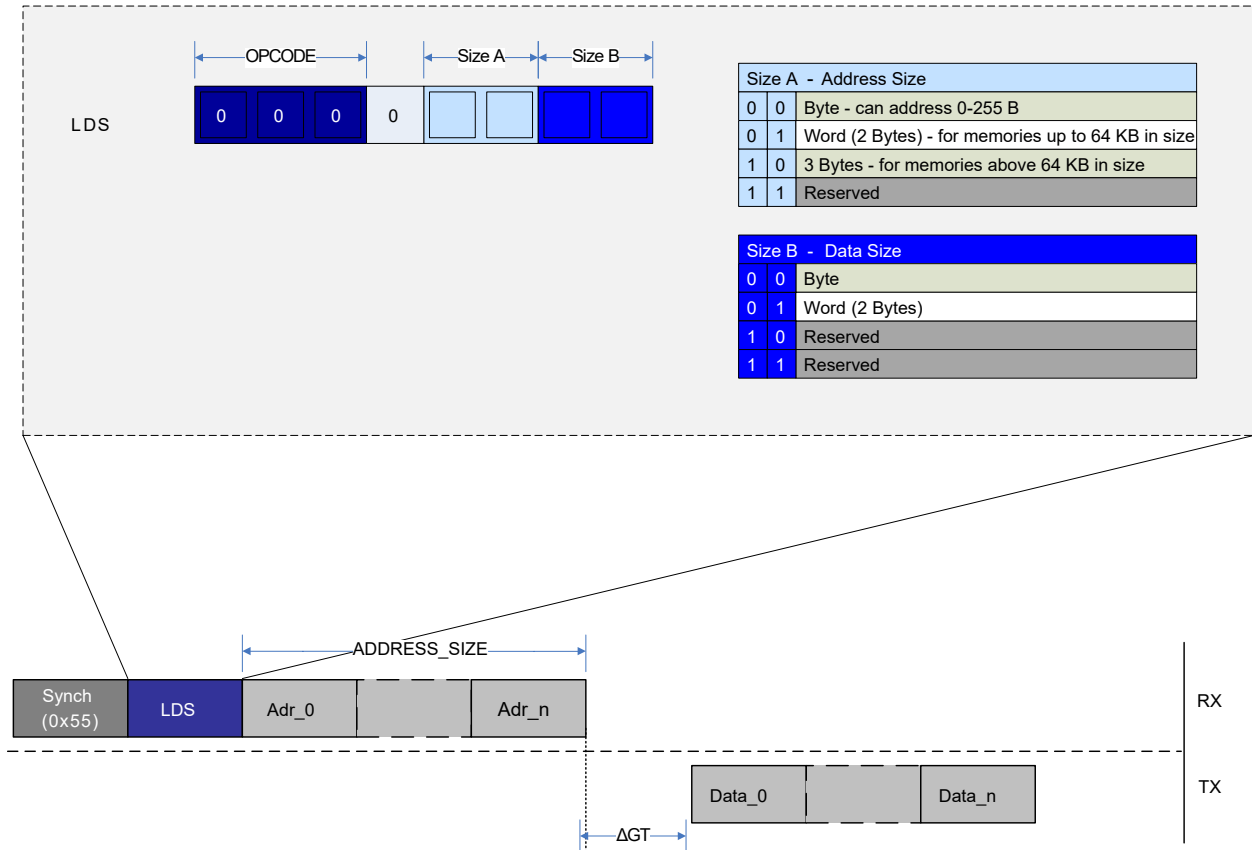 OPCODE Size A Size B
LDS 0 0 0 0
Size A - Address Size
0 0 Byte - can address 0-255 B
0 1 Word (2 Bytes) - for memories up to 64 KB in size
1 0 3 Bytes - for memories above 64 KB in size
1 1 Reserved
Size B - Data Size
0 0 Byte
0 1 Word (2 Bytes)
1 0 Reserved
1 1 Reserved
ADDRESS_SIZE
Synch
(0x55)
LDS
Adr_0
Adr_n
RX
Data_0
Data_n
TX
ΔGT